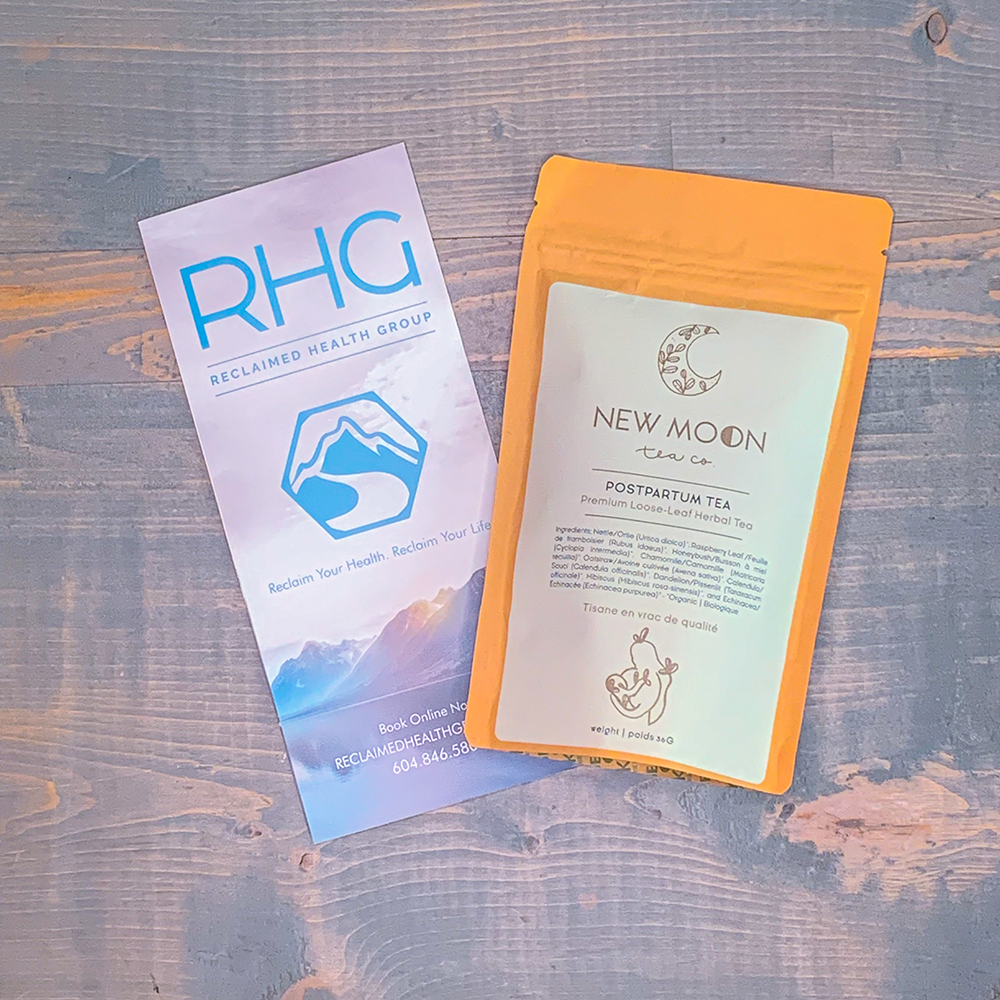 RHG
RECLAIMED HEALTH GROUP
Reclaim Your Health. Reclaim Your Life
Book Online No
RECLAIMEDHEALTHG
604.846.58
NEW MOON
tea co.
POSTPARTUM TEA
Premium Loose-Leaf Herbal Tea
Ingredients: Nettle/Ortie (Urtica dioica)*, Raspberry Leaf /Feuille
de framboisier (Rubus idaeus)*, Honeybush/Buisson à miel
(Cyclopia intermedia)*, Chamomile/Camomille (Matricaria
recutita)*, Oatstraw/Avoine cultivée (Avena sativa)*, Calendula/
Souci (Calendula officinalis)*, Dandelion/Pissenlit (Taraxacum
officinale)*, Hibiscus (Hibiscus rosa-sinensis)*, and Echinacea/
Échinacée (Echinacea purpurea)* - *Organic | Biologique
Tisane en vrac de qualité
weight | poids 36G